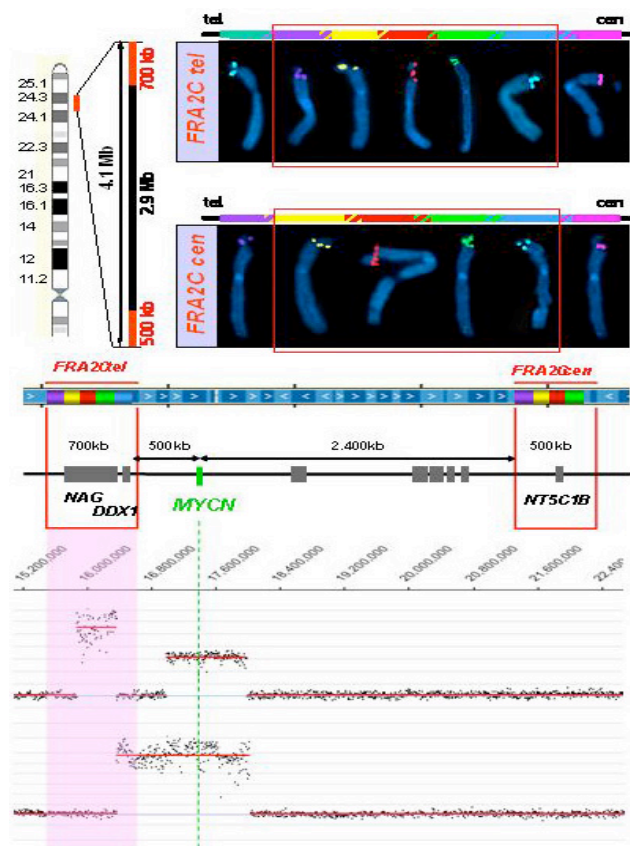 tel cen
FRA2C tel
25.1
24.3
24.1
22.3
21
16.3
16.1
14
12
11.2
4.1 Mb
700 kb
2.9 Mb
500 kb
tel cen
FRA2C cen
FRA2Ctel FRA2Ccen
700kb 500kb 2.400kb 500kb
NAG
DDX1 MYCN NT5C1B
15,200,000 16,000,000 16,800,000 17,600,000 18,400,000 19,200,000 20,000,000 20,800,000 21,600,000 22,400